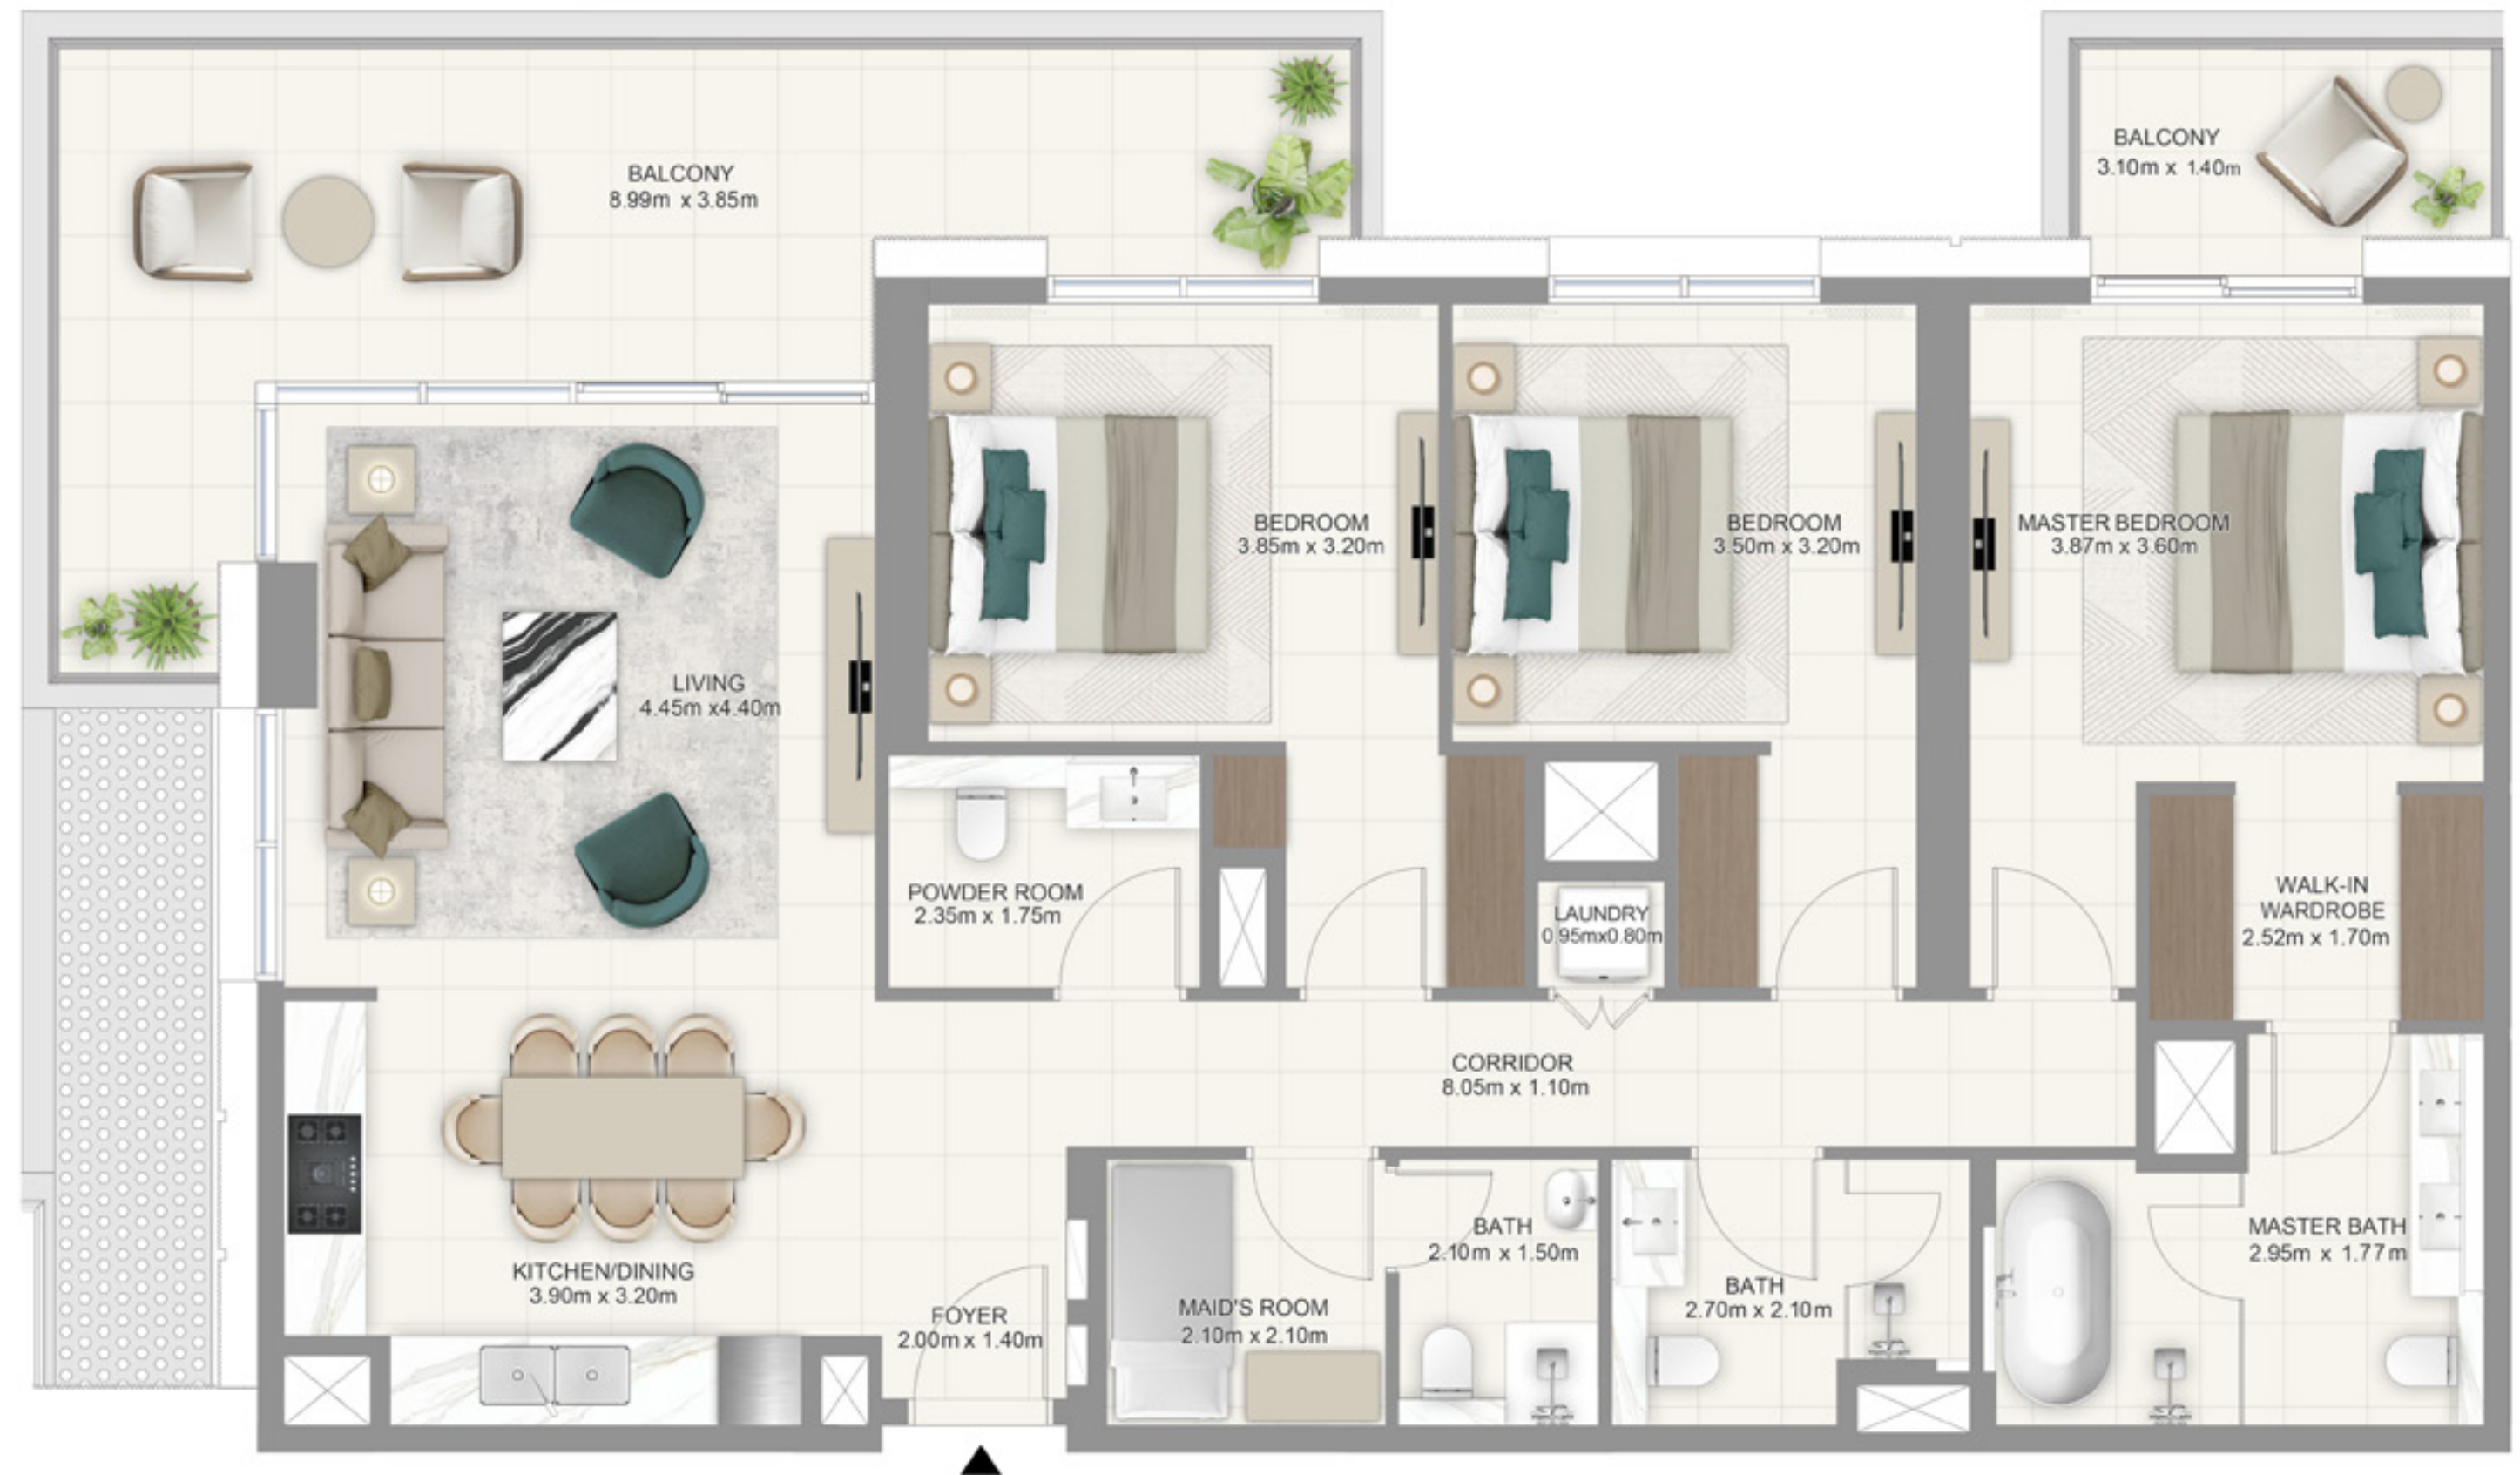 BALCONY
8.99m x 3.85m
BALCONY
3.10m x 1.40m
BEDROOM
3.85m x 3.20m
BEDROOM
3.50m x 3.20m
MASTER BEDROOM
3.87m x 3.60m
LIVING
4.45m x4.40m
POWDER ROOM
2.35m x 1.75m
LAUNDRY
0.95mx0.80m
WALK-IN
WARDROBE
2.52m x 1.70m
CORRIDOR
8.05m x 1.10m
KITCHEN/DINING
3.90m x 3.20m
FOYER
2.00m x 1.40m
MAID'S ROOM
2.10m x 2.10m
BATH
2.10m x 1.50m
BATH
2.70m x 2.10m
MASTER BATH
2.95m x 1.77m